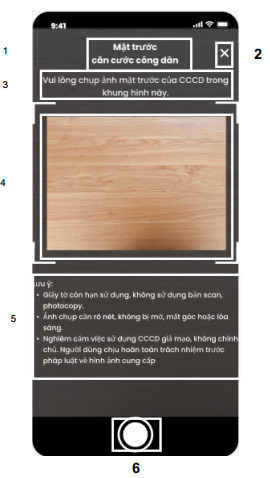 9:41
1
Mặt trước
căn cước công dân
2
3
Vui lòng chụp ảnh mặt trước của CCCD trong
khung hình này.
4
Lưu ý:
• Giấy tờ còn hạn sử dụng, không sử dụng bản scan,
photocopy.
5
• Ảnh chụp cần rõ nét, không bị mờ, mất góc hoặc lóa
sáng.
• Nghiêm cấm việc sử dụng CCCD giả mạo, không chính
chủ. Người dùng chịu hoàn toàn trách nhiệm trước
pháp luật về hình ảnh cung cấp
6